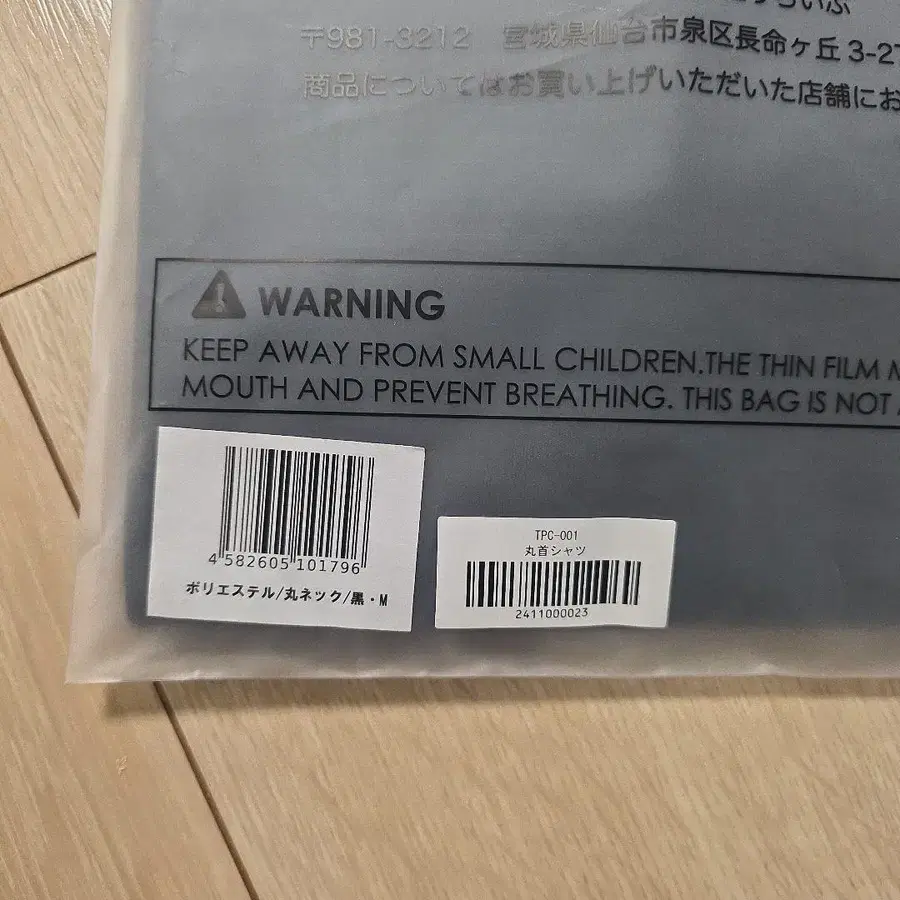 〒981-3212 宮城県仙台市泉区長命ヶ丘 3-2
商品についてはお買い上げいただいた店舗にお
WARNING
KEEP AWAY FROM SMALL CHILDREN.THE THIN FILM
MOUTH AND PREVENT BREATHING. THIS BAG IS NOT
4 582605 101796
ポリエステル/丸ネック/黒・M
TPC-001
丸首シャツ
2411000023